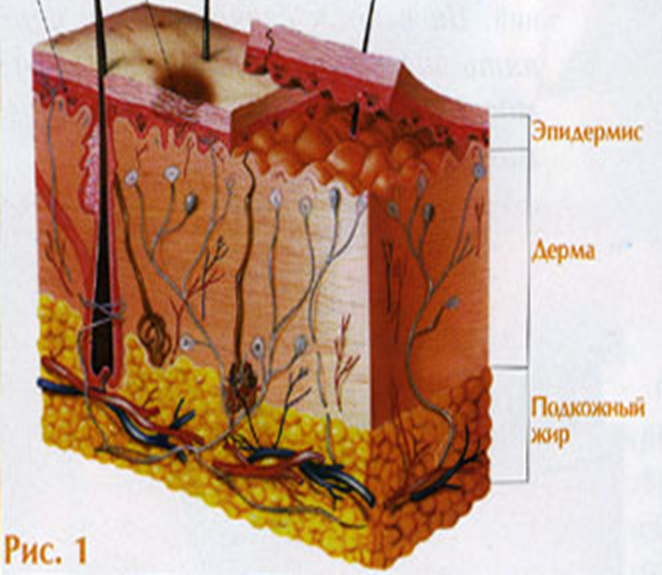 Эпидермис
Дерма
Подкожный
жир
Рис. 1